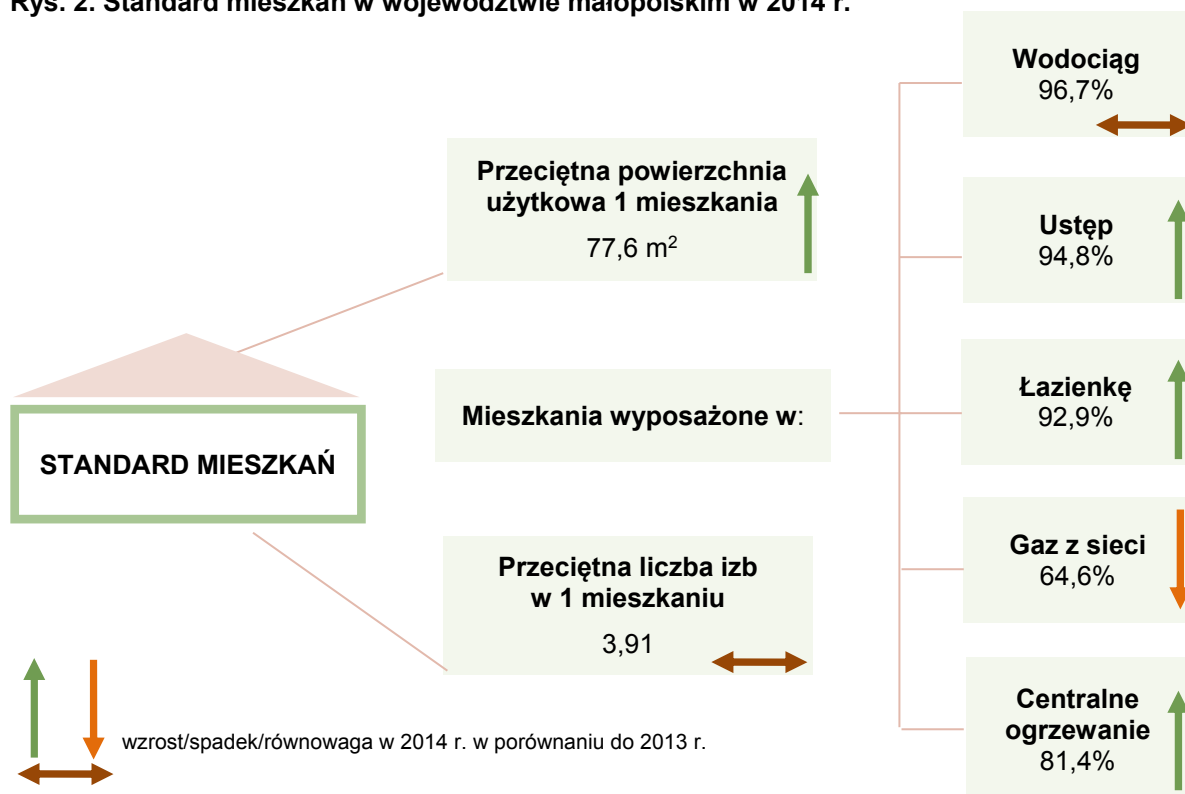 Rys. 2. Standard mieszkań w województwie małopolskim w 2014 r.
STANDARD MIESZKAŃ
Przeciętna powierzchnia
użytkowa 1 mieszkania
77,6 m²
Mieszkania wyposażone w:
Przeciętna liczba izb
w 1 mieszkaniu
3,91
Wodociąg
96,7%
Ustęp
94,8%
Łazienkę
92,9%
Gaz z sieci
64,6%
Centralne
ogrzewanie
81,4%
wzrost/spadek/równowaga w 2014 r. w porównaniu do 2013 r.